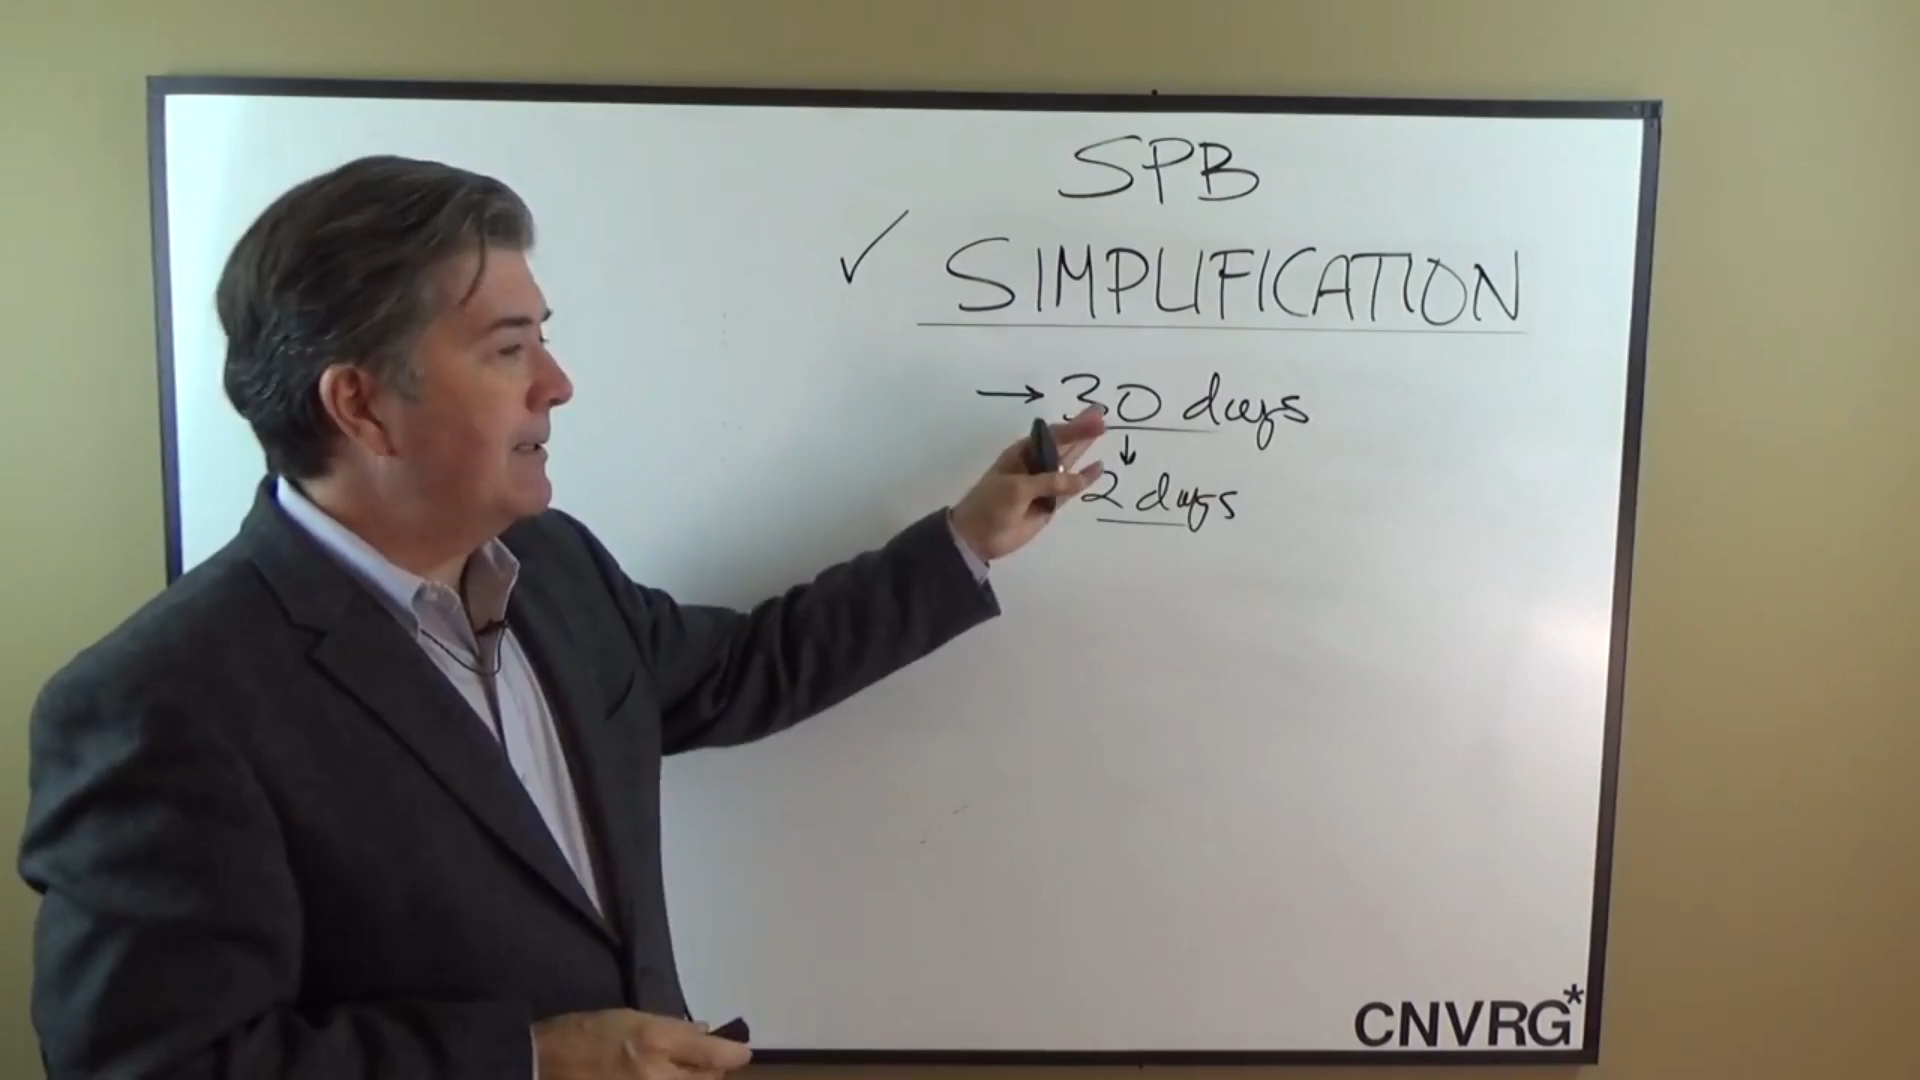 SPB
✓ SIMPLIFICATION
→ 30 days
↓
2 days
CNVRG*